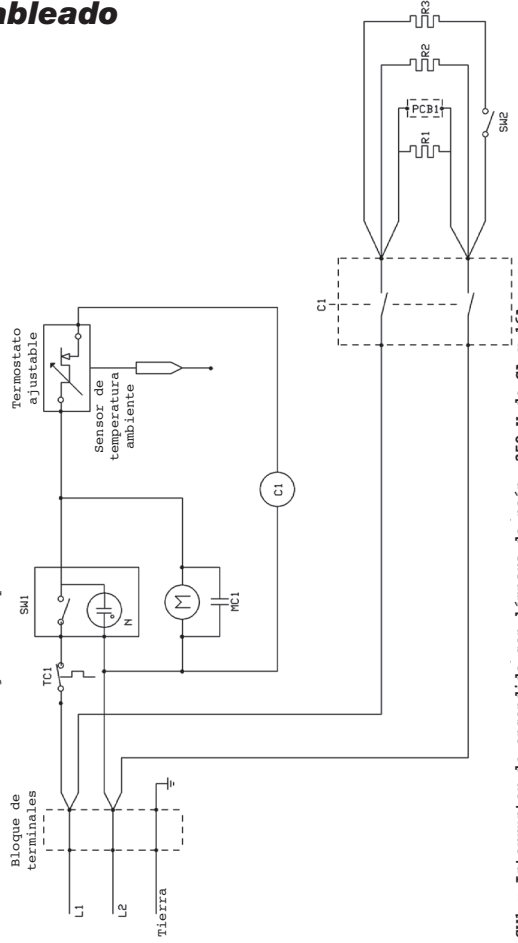 ableado
Termostato
ajustable
Sensor de
temperatura
ambiente
SW1
N
TC1
M
MC1
C1
Bloque de
terminales
L1
L2
Tierra
C1
R3
R2
PCB1
R1
SW2